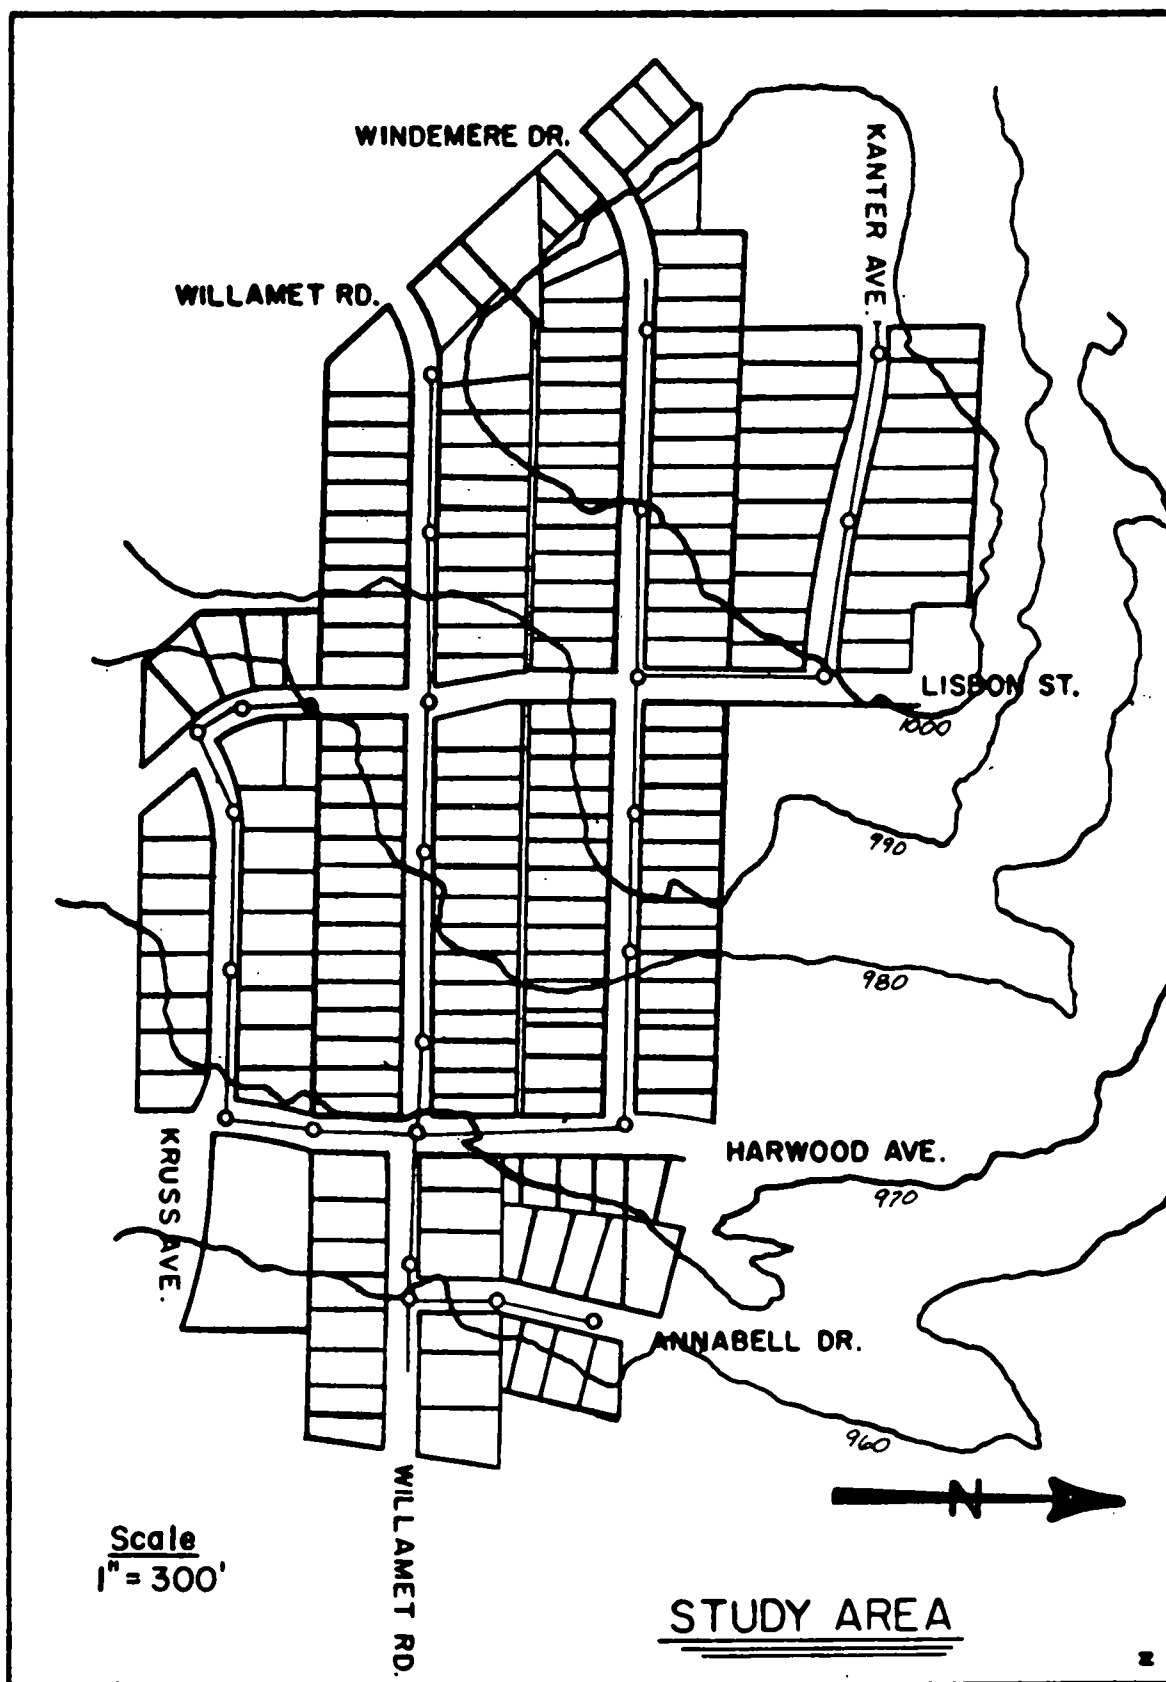 WINDEMERE DR.
KANTER AVE.
WILLAMET RD.
LISBON ST.
1000
990
980
HARWOOD AVE.
970
KRUSS AVE.
ANNABELL DR.
960
N
WILLAMET RD.
Scale
1" = 300'
STUDY AREA